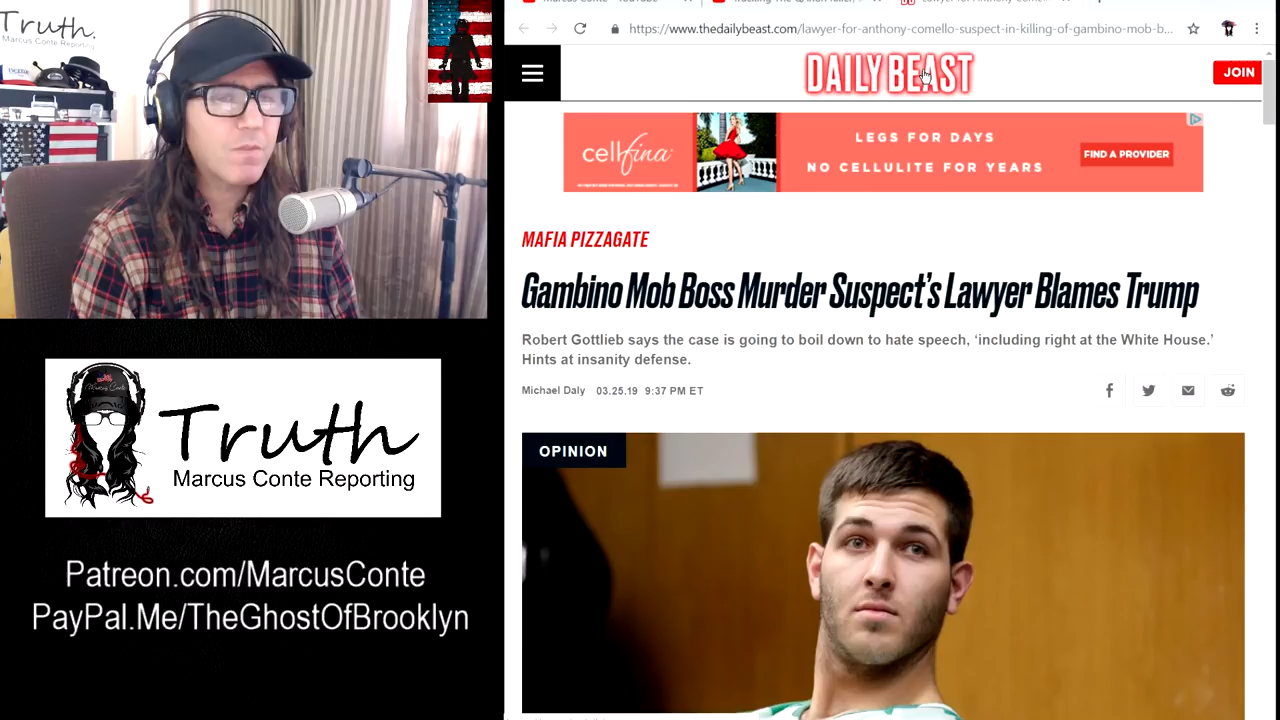 Truth.
Marcus Conte Reporting
https://www.thedailybeast.com/lawyer-for-anthony-comello-suspect-in-killing-of-gambino-mob-b...
DAILY BEAST
JOIN
cellfina
LEGS FOR DAYS
NO CELLULITE FOR YEARS
FIND A PROVIDER
MAFIA PIZZAGATE
Gambino Mob Boss Murder Suspect's Lawyer Blames Trump
Robert Gottlieb says the case is going to boil down to hate speech, ‘including right at the White House.’
Hints at insanity defense.
Michael Daly 03.25.19 9:37 PM ET
OPINION
Truth
Marcus Conte Reporting
Patreon.com/MarcusConte
PayPal.Me/TheGhostOfBrooklyn